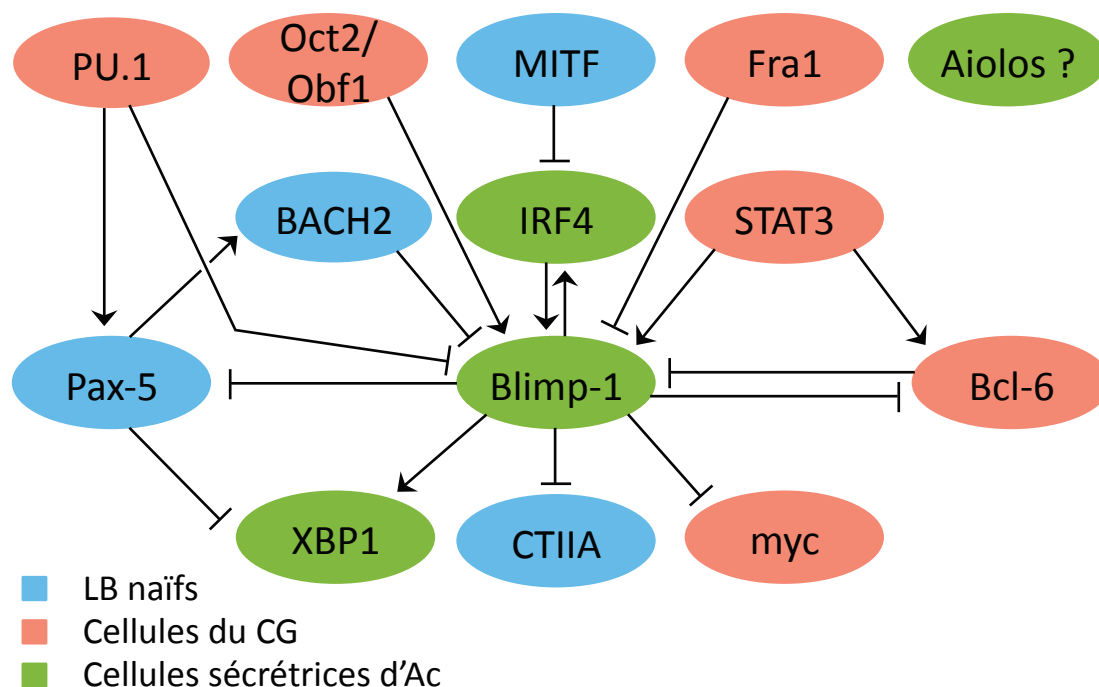 PU.1
Oct2/
Obf1
MITF
Fra1
Aiolos ?
BACH2
IRF4
STAT3
Pax-5
Blimp-1
Bcl-6
XBP1
CTIIA
myc
LB naïfs
Cellules du CG
Cellules sécrétrices d’Ac